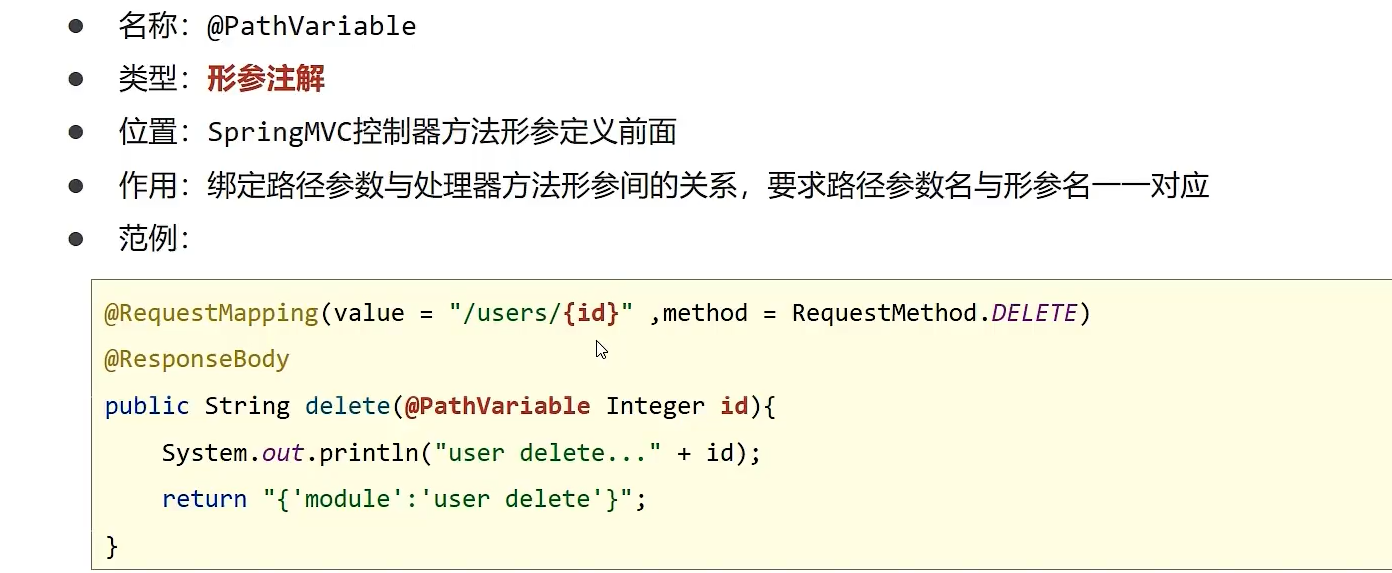 ● 名称：@PathVariable
● 类型：形参注解
● 位置：SpringMVC控制器方法形参定义前面
● 作用：绑定路径参数与处理器方法形参间的关系，要求路径参数名与形参名一一对应
● 范例：
@RequestMapping(value = "/users/{id}" ,method = RequestMethod.DELETE)
@ResponseBody
public String delete(@PathVariable Integer id){
    System.out.println("user delete..." + id);
    return "{'module':'user delete'}";
}